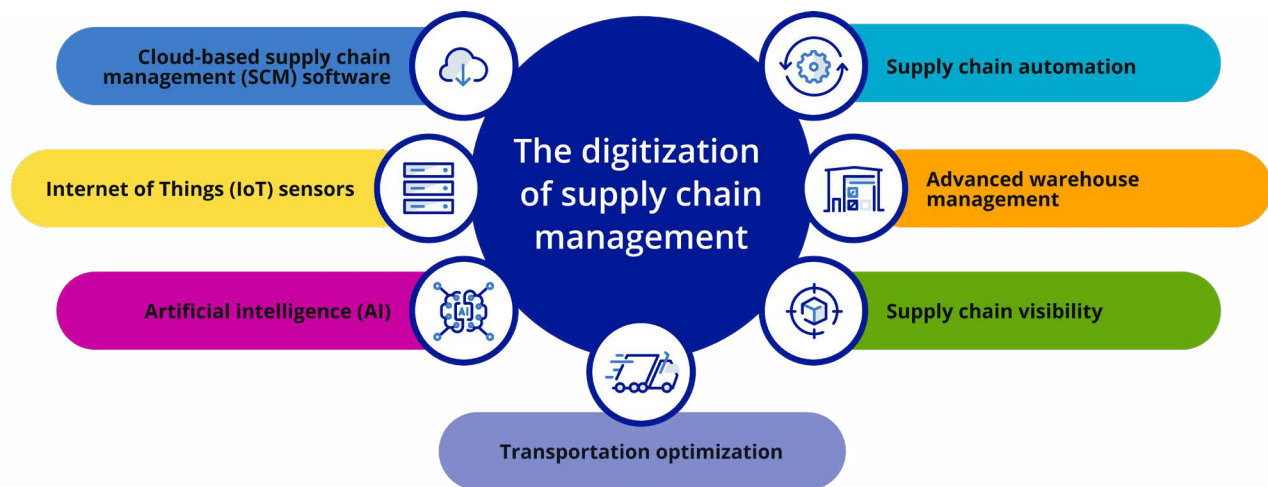 The digitization
of supply chain
management
Cloud-based supply chain
management (SCM) software
Internet of Things (IoT) sensors
Artificial intelligence (AI)
AI
Supply chain automation
Advanced warehouse
management
Supply chain visibility
Transportation optimization